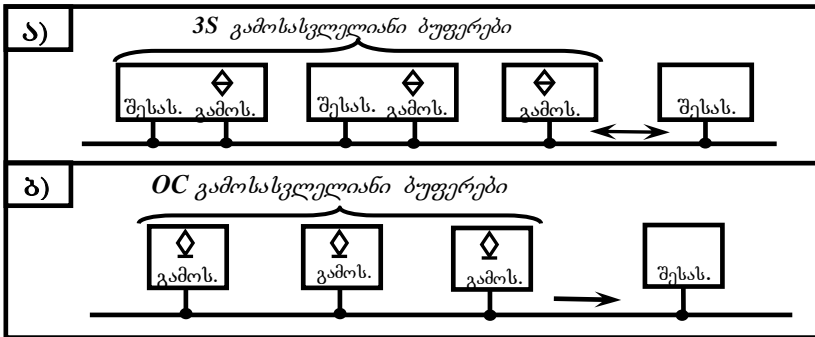 ა)
3S გამოსასვლელიანი ბუფერები
შესას. გამოს. შესას. გამოს. გამოს. შესას.
ბ)
OC გამოსასვლელიანი ბუფერები
გამოს. გამოს. გამოს. შესას.